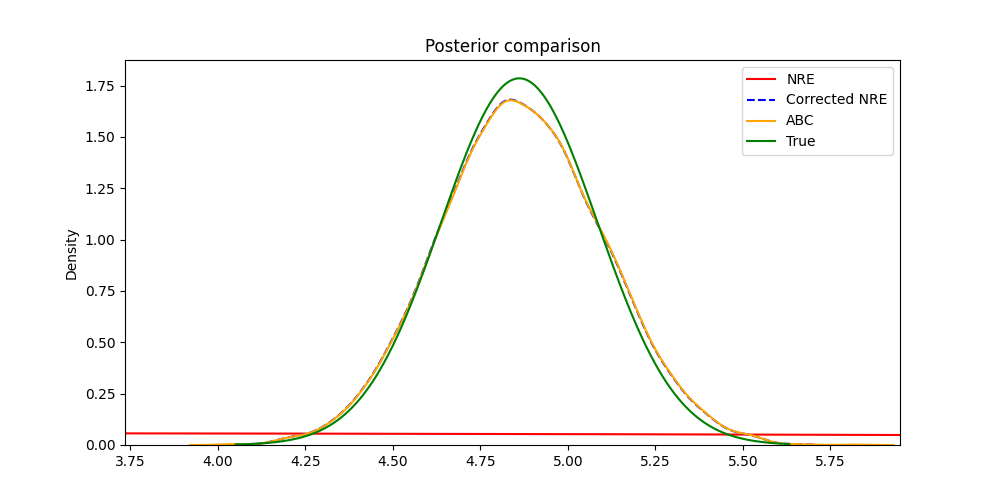 Posterior comparison
NRE
Corrected NRE
ABC
True
Density
1.75
1.50
1.25
1.00
0.75
0.50
0.25
0.00
3.75 4.00 4.25 4.50 4.75 5.00 5.25 5.50 5.75